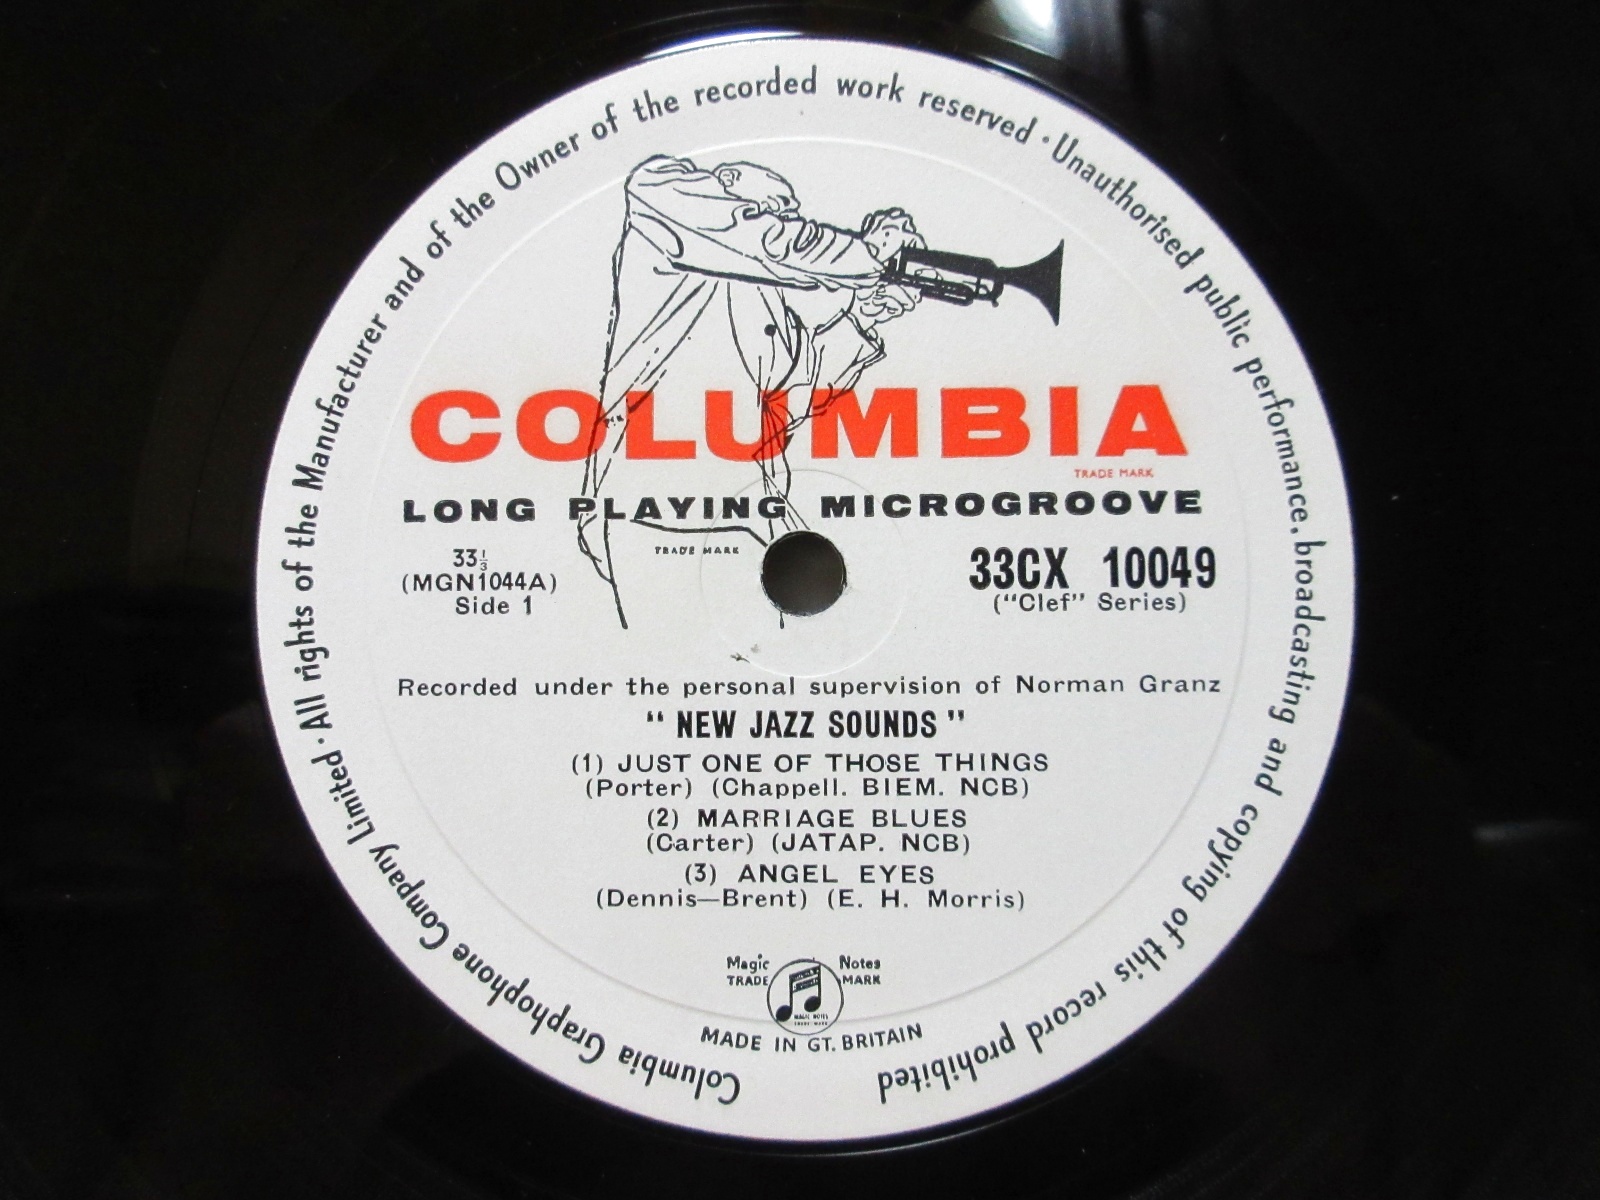 Columbia Graphophone Company Limited · All rights of the Manufacturer and of the Owner of the recorded work reserved · Unauthorised public performance, broadcasting and copying of this record prohibited
COLUMBIA
TRADE MARK
LONG PLAYING MICROGROOVE
TRADE MARK
33⅓
(MGN1044A)
Side 1
33CX 10049
("Clef" Series)
Recorded under the personal supervision of Norman Granz
" NEW JAZZ SOUNDS "
(1) JUST ONE OF THOSE THINGS
(Porter) (Chappell. BIEM. NCB)
(2) MARRIAGE BLUES
(Carter) (JATAP. NCB)
(3) ANGEL EYES
(Dennis—Brent) (E. H. Morris)
Magic Notes
TRADE MARK
MAGIC NOTES
TRADE MARK
MADE IN GT. BRITAIN